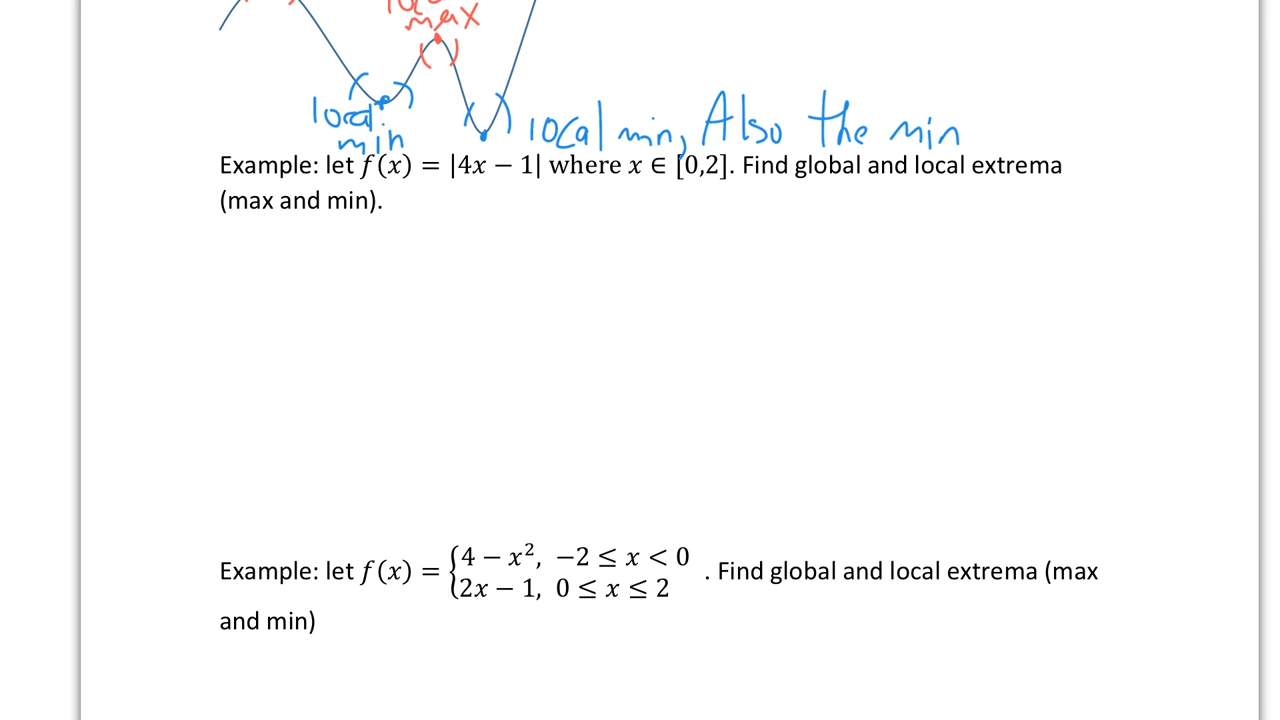 max
local
min
local min, Also the min
Example: let f(x) = |4x − 1| where x ∈ [0,2]. Find global and local extrema
(max and min).
Example: let f(x) = {4 − x², −2 ≤ x < 0
2x − 1, 0 ≤ x ≤ 2 . Find global and local extrema (max
and min)